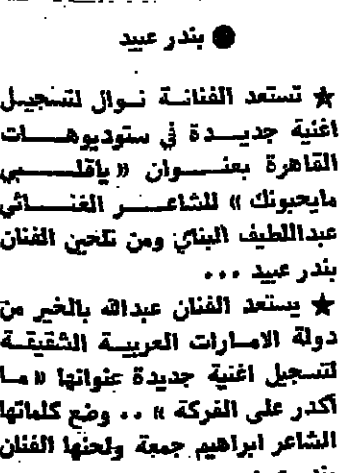 ● بندر عبيد
★ تستعد الفنانة نوال لتسجيل
اغنية جديدة في ستوديوهات
القاهرة بعنوان « ياقلبي
مايحبونك » للشاعر الغنائي
عبداللطيف البناي ومن تلحين الفنان
بندر عبيد ...
★ يستعد الفنان عبدالله بالخير من
دولة الامارات العربية الشقيقة
لتسجيل اغنية جديدة عنوانها « ما
أكدر على الفركه » .. وضع كلماتها
الشاعر ابراهيم جمعة ولحنها الفنان